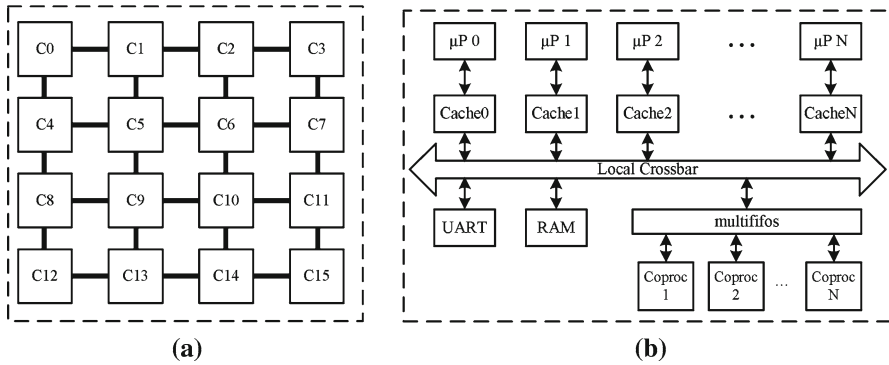 C0 C1 C2 C3
C4 C5 C6 C7
C8 C9 C10 C11
C12 C13 C14 C15
(a)
µP 0 µP 1 µP 2 ... µP N
Cache0 Cache1 Cache2 ... CacheN
Local Crossbar
UART RAM multififos
Coproc 1 Coproc 2 ... Coproc N
(b)